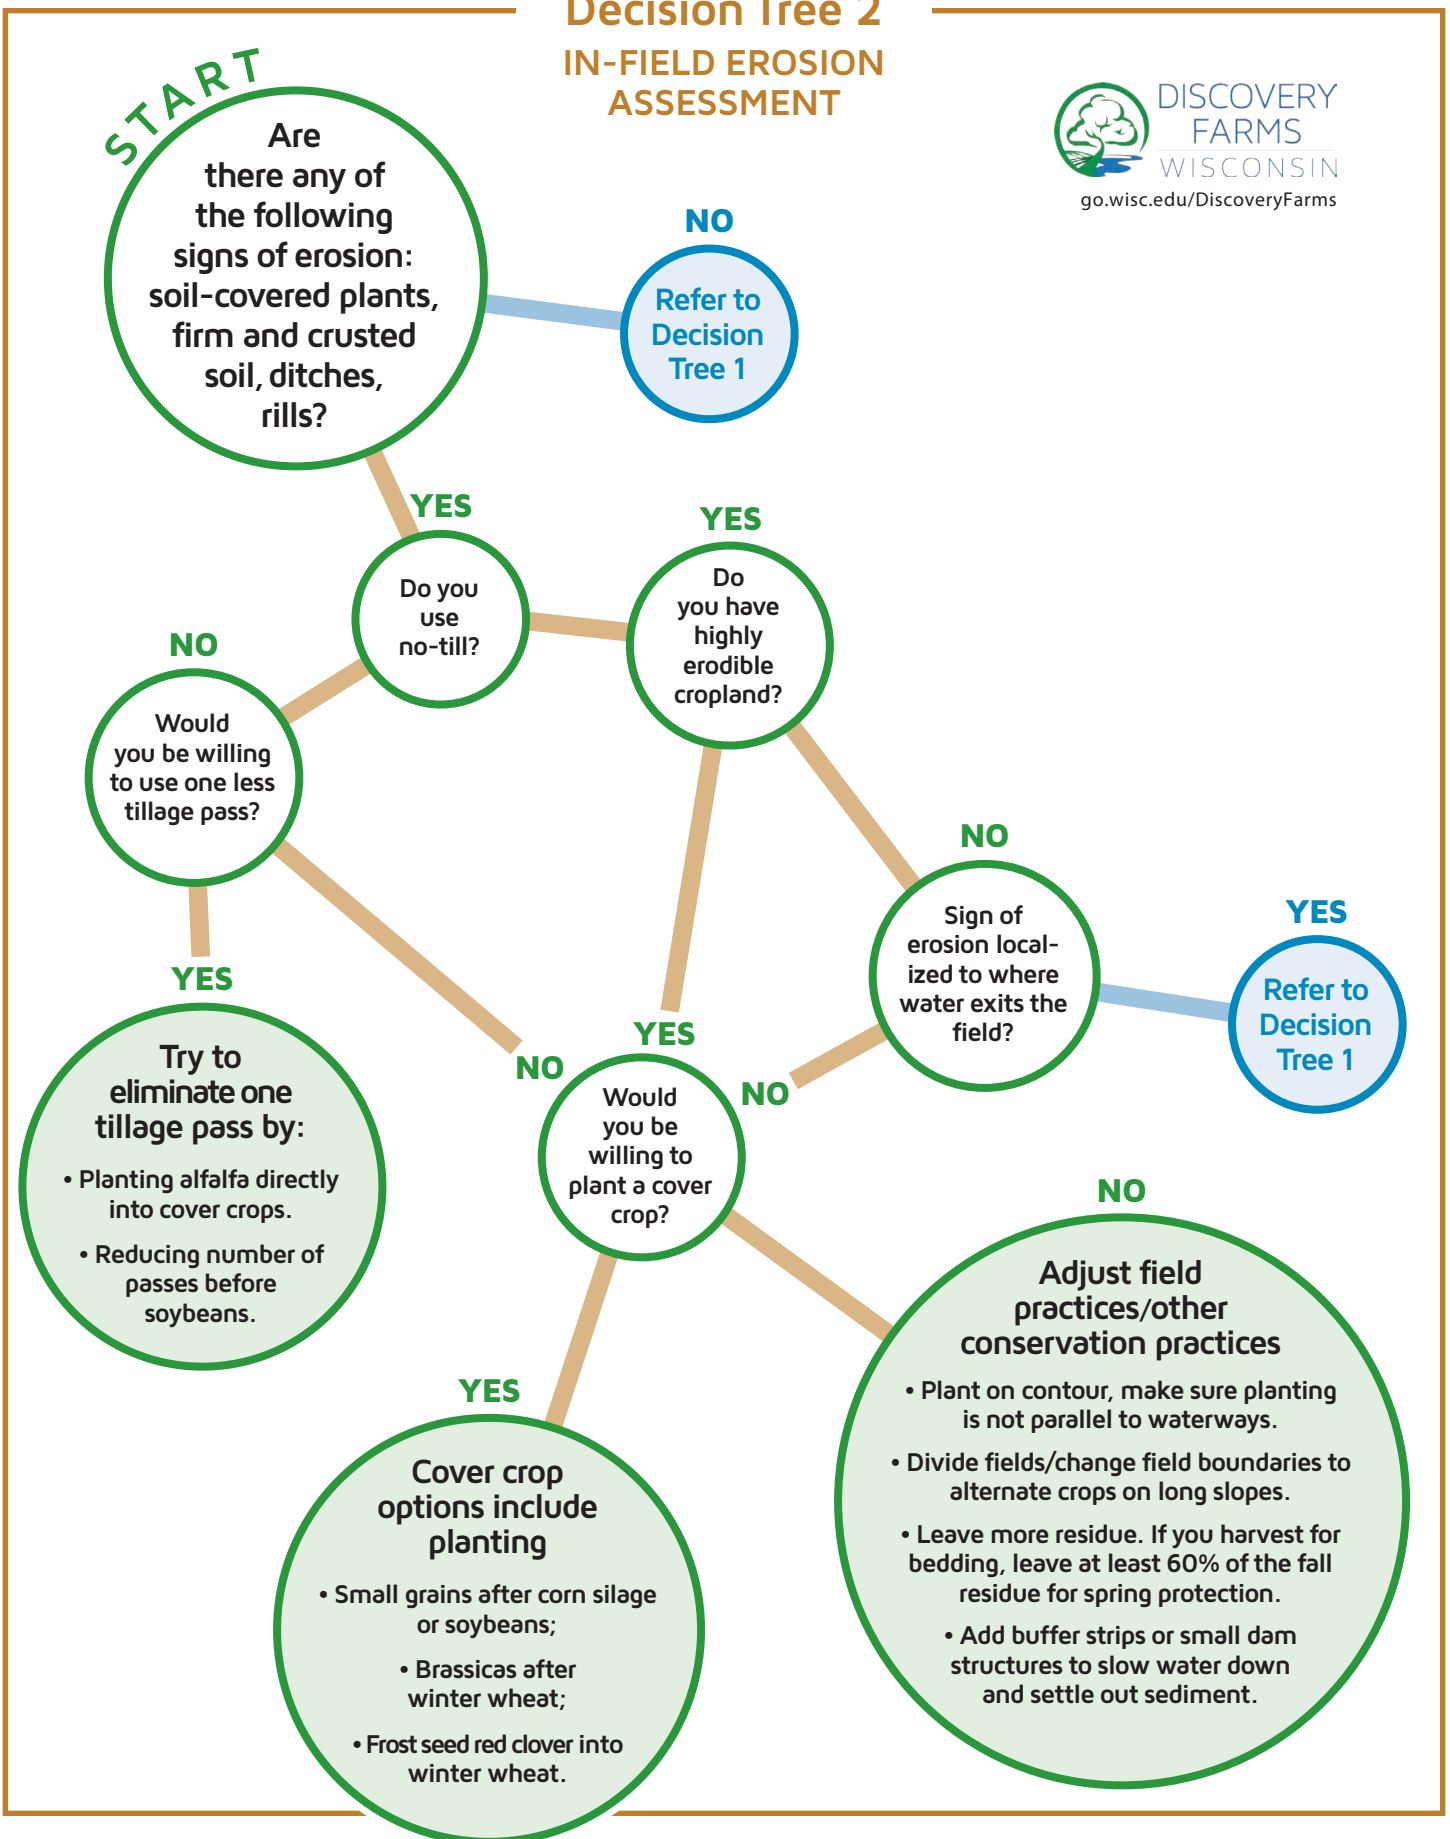 Decision Tree 2
IN-FIELD EROSION
ASSESSMENT
DISCOVERY
FARMS
WISCONSIN
go.wisc.edu/DiscoveryFarms
START
Are
there any of
the following
signs of erosion:
soil-covered plants,
firm and crusted
soil, ditches,
rills?
NO
Refer to
Decision
Tree 1
YES
Do you
use
no-till?
YES
Do
you have
highly
erodible
cropland?
NO
Would
you be willing
to use one less
tillage pass?
NO
Sign of
erosion local-
ized to where
water exits the
field?
YES
Refer to
Decision
Tree 1
YES
Try to
eliminate one
tillage pass by:
• Planting alfalfa directly
into cover crops.
• Reducing number of
passes before
soybeans.
NO
YES
NO
Would
you be
willing to
plant a cover
crop?
YES
Cover crop
options include
planting
• Small grains after corn silage
or soybeans;
• Brassicas after
winter wheat;
• Frost seed red clover into
winter wheat.
NO
Adjust field
practices/other
conservation practices
• Plant on contour, make sure planting
is not parallel to waterways.
• Divide fields/change field boundaries to
alternate crops on long slopes.
• Leave more residue. If you harvest for
bedding, leave at least 60% of the fall
residue for spring protection.
• Add buffer strips or small dam
structures to slow water down
and settle out sediment.